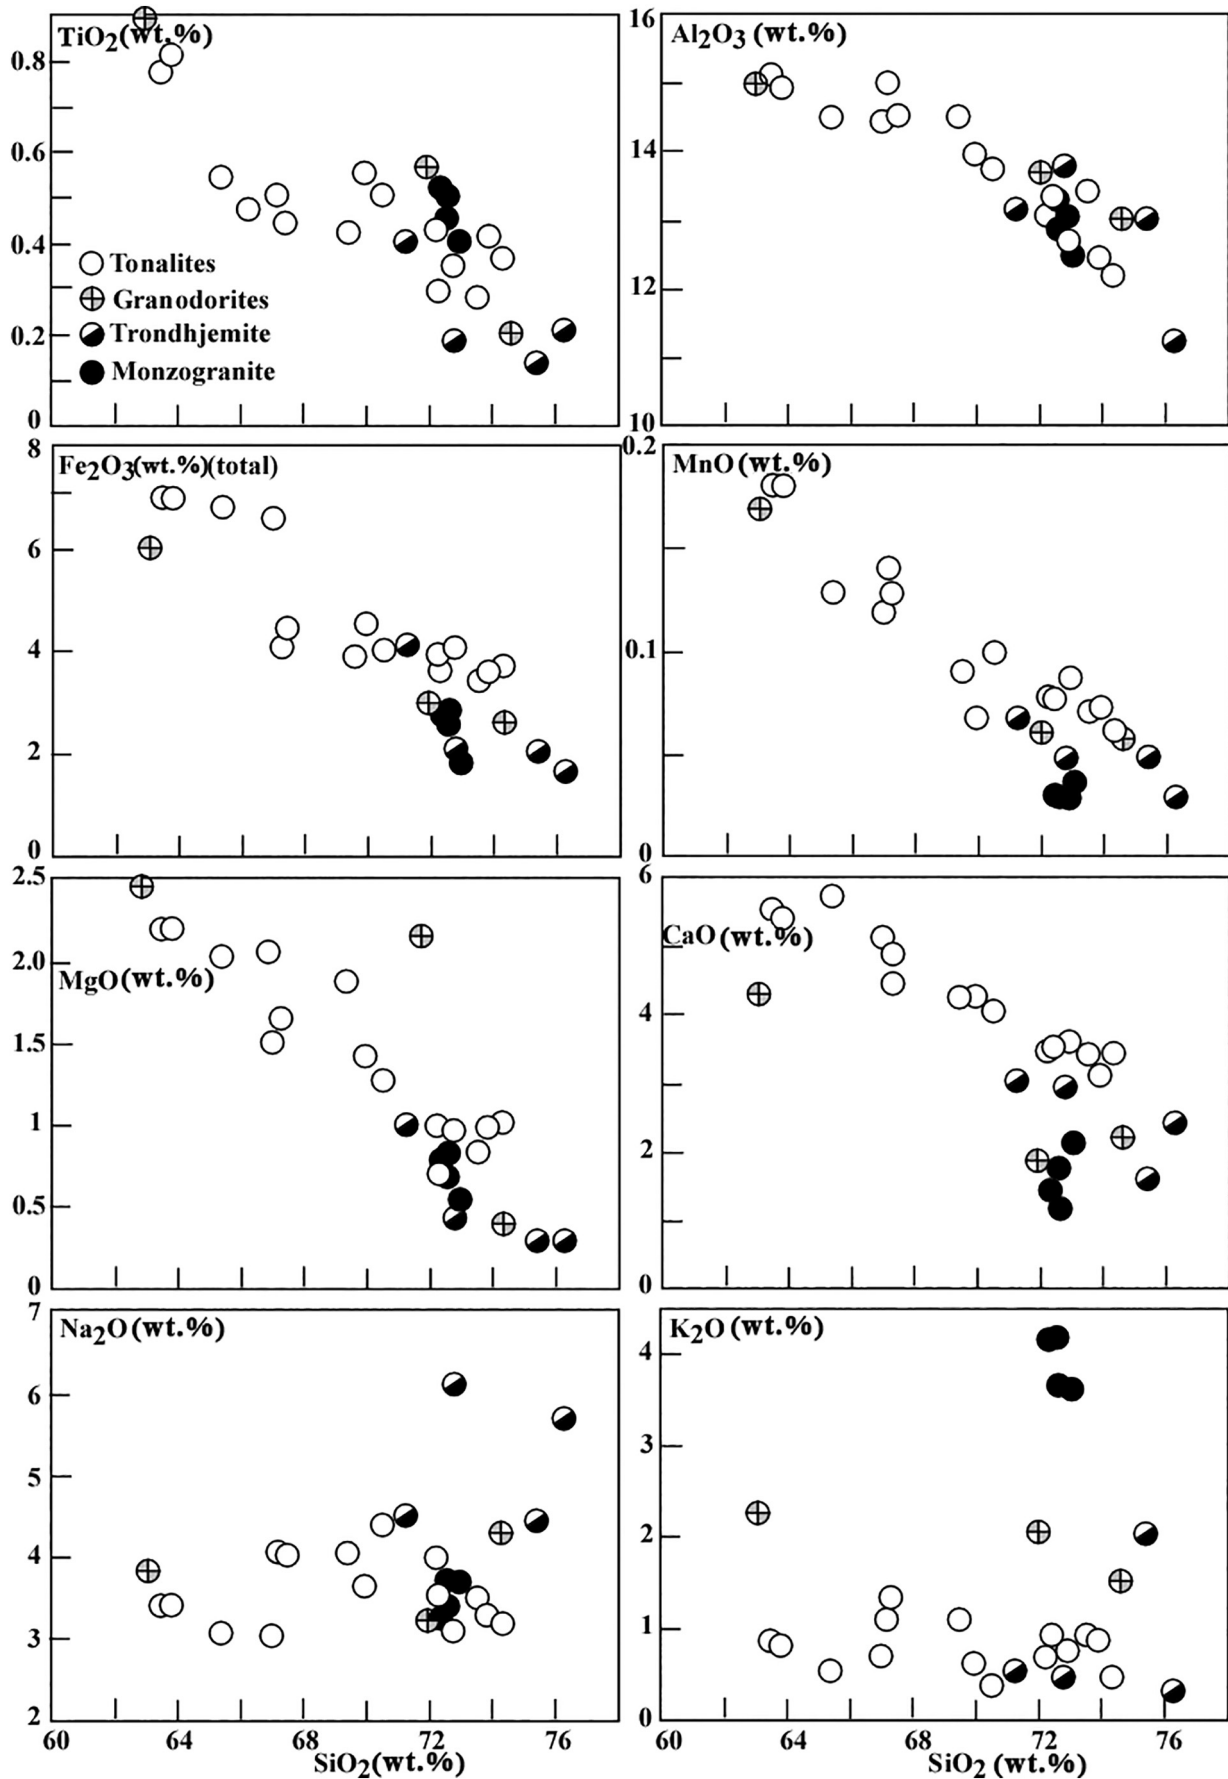 TiO2(wt.%)
0.8
0.6
0.4
0.2
0
Tonalites
Granodorites
Trondhjemite
Monzogranite
Al2O3 (wt.%)
16
14
12
10
Fe2O3(wt.%)(total)
8
6
4
2
0
MnO (wt.%)
0.2
0.1
0
MgO(wt.%)
2.5
2.0
1.5
1
0.5
0
CaO (wt.%)
6
4
2
0
Na2O (wt.%)
7
6
5
4
3
2
60 64 68 72 76
SiO2(wt.%)
K2O (wt.%)
4
3
2
1
0
60 64 68 72 76
SiO2 (wt.%)